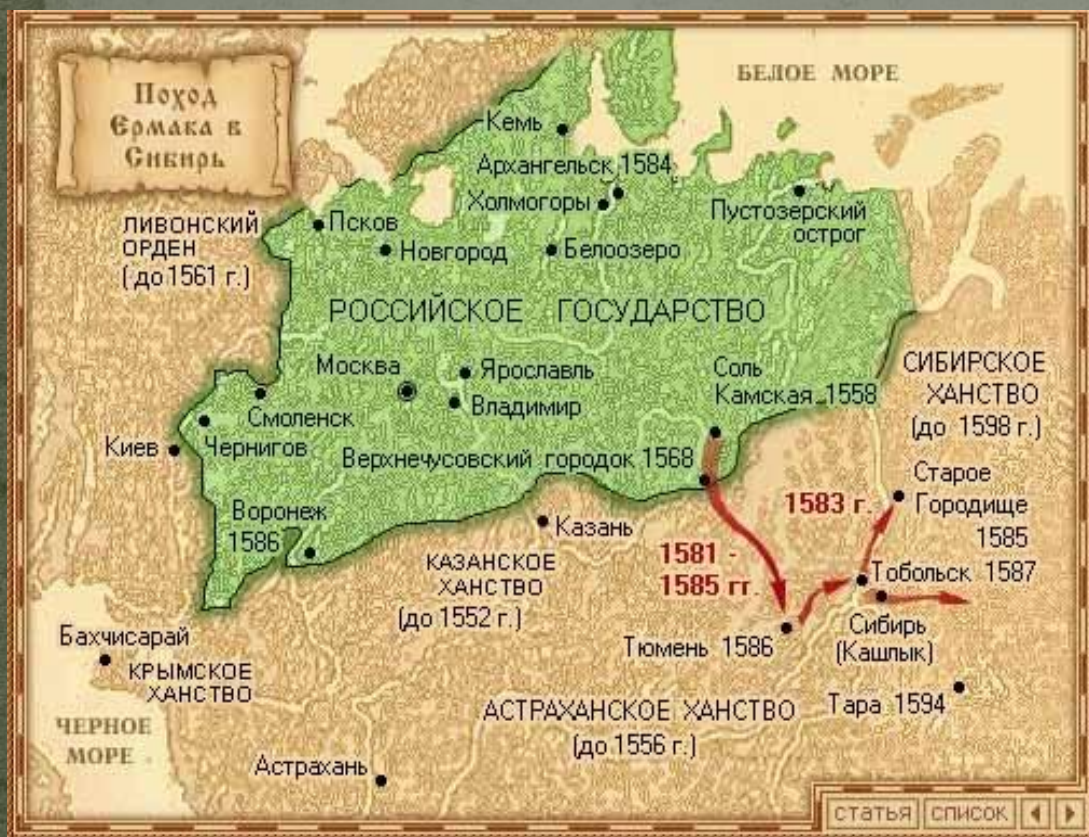 Поход
Ермака в
Сибирь
БЕЛОЕ МОРЕ
Кемь
Архангельск 1584
Холмогоры
Пустозерский
острог
ЛИВОНСКИЙ
ОРДЕН
(до 1561 г.)
Псков
Новгород
Белоозеро
РОССИЙСКОЕ ГОСУДАРСТВО
Москва
Ярославль
Владимир
Соль
Камская 1558
СИБИРСКОЕ
ХАНСТВО
(до 1598 г.)
Смоленск
Киев
Чернигов
Верхнечусовский городок 1568
Старое
Городище
1585
1583 г.
Воронеж
1586
Казань
КАЗАНСКОЕ
ХАНСТВО
(до 1552 г.)
1581 -
1585 гг.
Тобольск 1587
Сибирь
(Кашлык)
Тюмень 1586
Бахчисарай
КРЫМСКОЕ
ХАНСТВО
Тара 1594
АСТРАХАНСКОЕ ХАНСТВО
(до 1556 г.)
ЧЕРНОЕ
МОРЕ
Астрахань
статья список